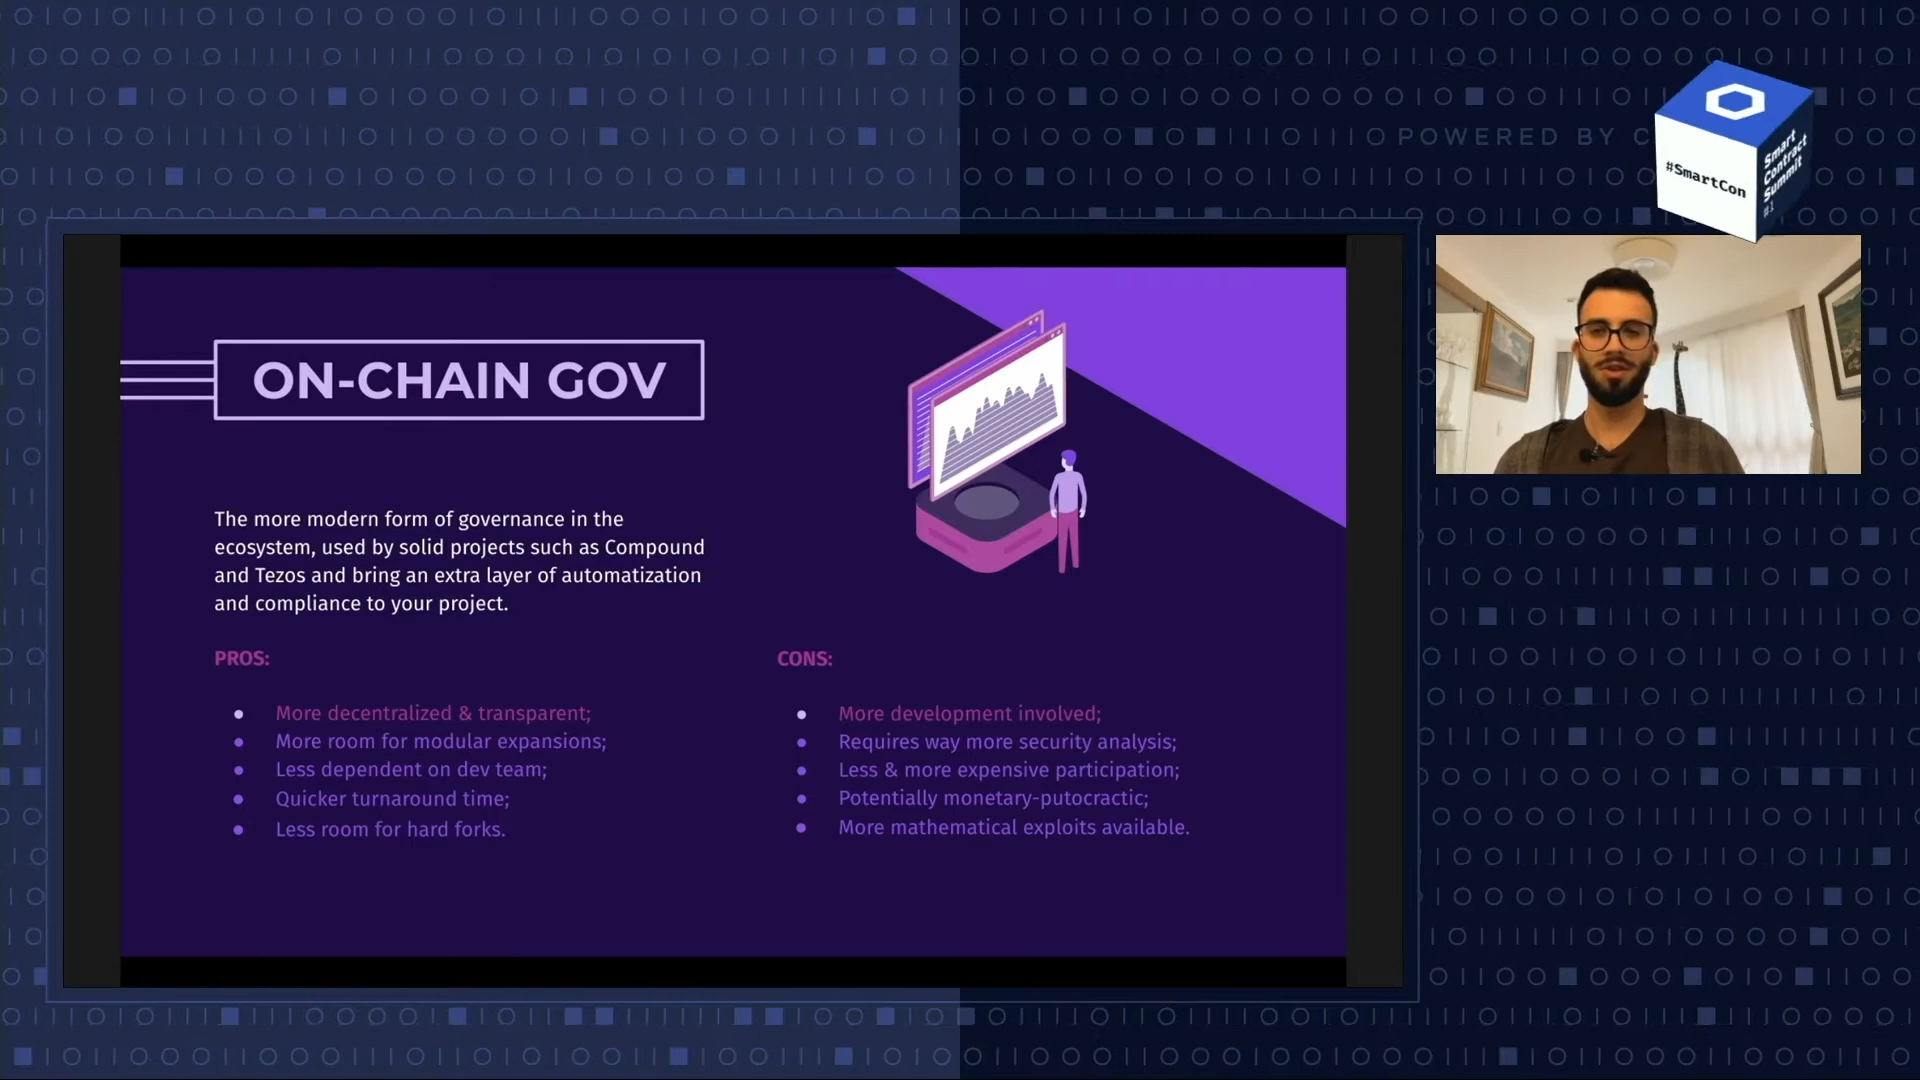 POWERED BY C
#SmartCon
Smart
Contract
Summit
#1
ON-CHAIN GOV
The more modern form of governance in the
ecosystem, used by solid projects such as Compound
and Tezos and bring an extra layer of automatization
and compliance to your project.
PROS:
More decentralized & transparent;
More room for modular expansions;
Less dependent on dev team;
Quicker turnaround time;
Less room for hard forks.
CONS:
More development involved;
Requires way more security analysis;
Less & more expensive participation;
Potentially monetary-putocractic;
More mathematical exploits available.